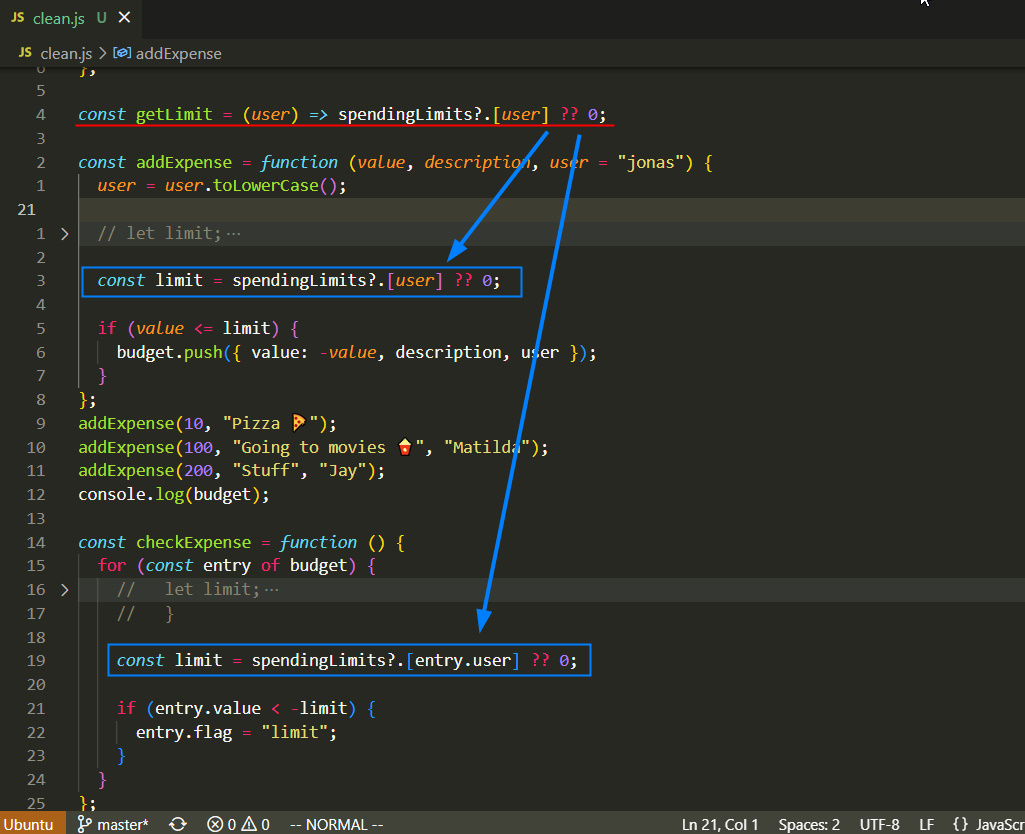 JS clean.js U ×
JS clean.js > addExpense
6 };
5
4 const getLimit = (user) => spendingLimits?.[user] ?? 0;
3
2 const addExpense = function (value, description, user = "jonas") {
1 user = user.toLowerCase();
21
1 > // let limit;···
2
3 const limit = spendingLimits?.[user] ?? 0;
4
5 if (value <= limit) {
6 budget.push({ value: -value, description, user });
7 }
8 };
9 addExpense(10, "Pizza 🍕");
10 addExpense(100, "Going to movies 🍿", "Matilda");
11 addExpense(200, "Stuff", "Jay");
12 console.log(budget);
13
14 const checkExpense = function () {
15 for (const entry of budget) {
16 > // let limit;···
17 // }
18
19 const limit = spendingLimits?.[entry.user] ?? 0;
20
21 if (entry.value < -limit) {
22 entry.flag = "limit";
23 }
24 }
25 };
Ubuntu master* 0 0 -- NORMAL -- Ln 21, Col 1 Spaces: 2 UTF-8 LF {} JavaScr